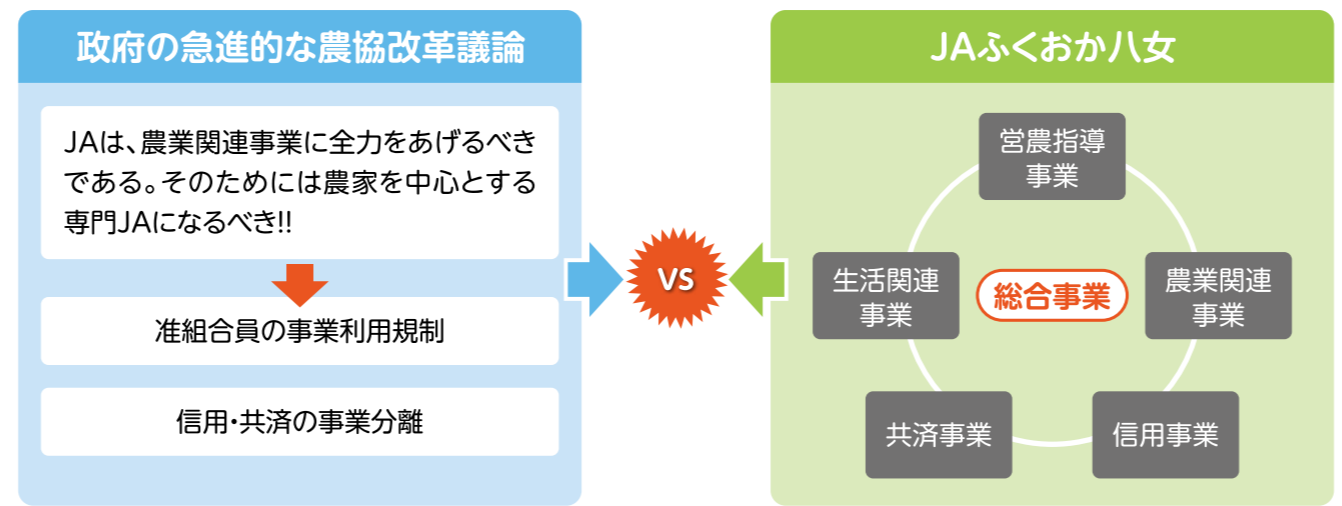 政府の急進的な農協改革議論
JAは、農業関連事業に全力をあげるべき
である。そのためには農家を中心とする
専門JAになるべき!!
准組合員の事業利用規制
信用・共済の事業分離
VS
JAふくおか八女
営農指導
事業
生活関連
事業
総合事業
農業関連
事業
共済事業
信用事業